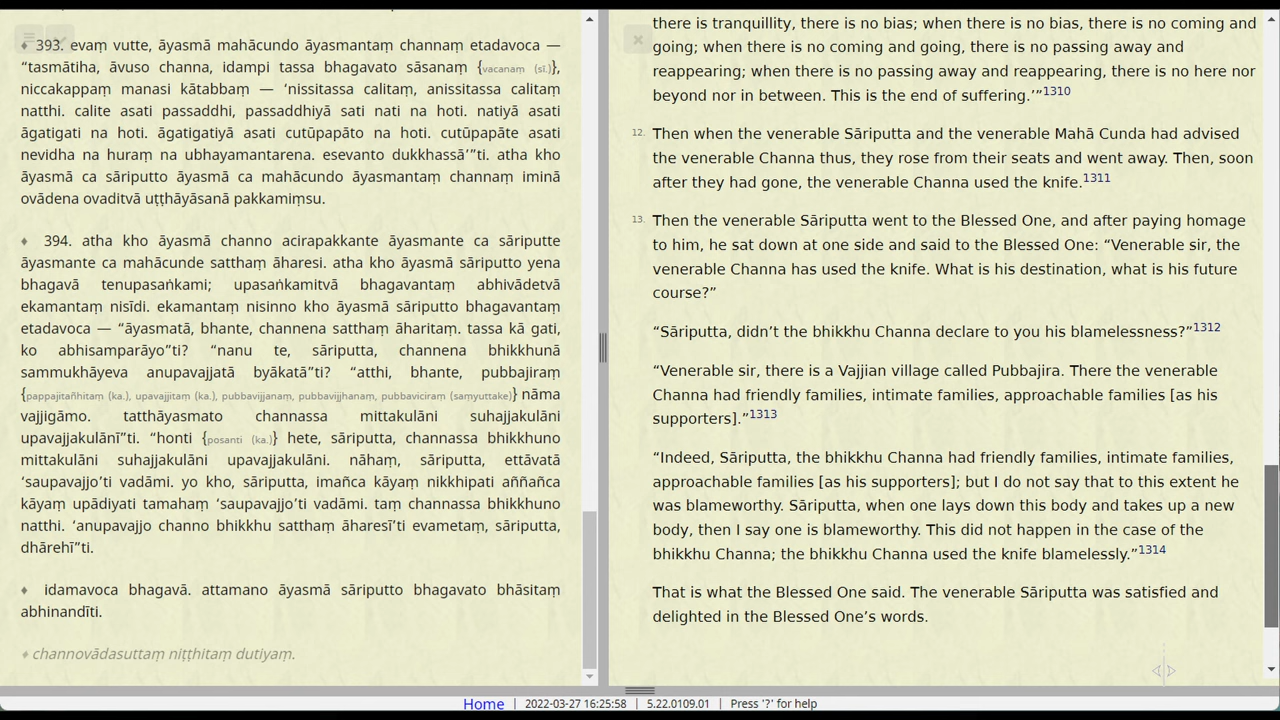 ♦ 393. evaṃ vutte, āyasmā mahācundo āyasmantaṃ channaṃ etadavoca —
“tasmātiha, āvuso channa, idampi tassa bhagavato sāsanaṃ {vacanaṃ (sī.)},
niccakappaṃ manasi kātabbaṃ — ‘nissitassa calitaṃ, anissitassa calitaṃ
natthi. calite asati passaddhi, passaddhiyā sati nati na hoti. natiyā asati
āgatigati na hoti. āgatigatiyā asati cutūpapāto na hoti. cutūpapāte asati
nevidha na huraṃ na ubhayamantarena. esevanto dukkhassā’”ti. atha kho
āyasmā ca sāriputto āyasmā ca mahācundo āyasmantaṃ channaṃ iminā
ovādena ovaditvā uṭṭhāyāsanā pakkamiṃsu.
♦ 394. atha kho āyasmā channo acirapakkante āyasmante ca sāriputte
āyasmante ca mahācunde satthaṃ āharesi. atha kho āyasmā sāriputto yena
bhagavā tenupasaṅkami; upasaṅkamitvā bhagavantaṃ abhivādetvā
ekamantaṃ nisīdi. ekamantaṃ nisinno kho āyasmā sāriputto bhagavantaṃ
etadavoca — “āyasmatā, bhante, channena satthaṃ āharitaṃ. tassa kā gati,
ko abhisamparāyo”ti? “nanu te, sāriputta, channena bhikkhunā
sammukhāyeva anupavajjatā byākatā”ti? “atthi, bhante, pubbajiraṃ
{pappajitañhitaṃ (ka.), upavajjitaṃ (ka.), pubbavijjanaṃ, pubbavijjhanaṃ, pubbaviciraṃ (saṃyuttake)} nāma
vajjigāmo. tatthāyasmato channassa mittakulāni suhajjakulāni
upavajjakulānī”ti. “honti {posanti (ka.)} hete, sāriputta, channassa bhikkhuno
mittakulāni suhajjakulāni upavajjakulāni. nāhaṃ, sāriputta, ettāvatā
‘saupavajjo’ti vadāmi. yo kho, sāriputta, imañca kāyaṃ nikkhipati aññañca
kāyaṃ upādiyati tamahaṃ ‘saupavajjo’ti vadāmi. taṃ channassa bhikkhuno
natthi. ‘anupavajjo channo bhikkhu satthaṃ āharesī’ti evametaṃ, sāriputta,
dhārehī”ti.
♦ idamavoca bhagavā. attamano āyasmā sāriputto bhagavato bhāsitaṃ
abhinandīti.
♦ channovādasuttaṃ niṭṭhitaṃ dutiyaṃ.
there is tranquillity, there is no bias; when there is no bias, there is no coming and
going; when there is no coming and going, there is no passing away and
reappearing; when there is no passing away and reappearing, there is no here nor
beyond nor in between. This is the end of suffering.’”1310
12. Then when the venerable Sāriputta and the venerable Mahā Cunda had advised
the venerable Channa thus, they rose from their seats and went away. Then, soon
after they had gone, the venerable Channa used the knife.1311
13. Then the venerable Sāriputta went to the Blessed One, and after paying homage
to him, he sat down at one side and said to the Blessed One: “Venerable sir, the
venerable Channa has used the knife. What is his destination, what is his future
course?”
“Sāriputta, didn’t the bhikkhu Channa declare to you his blamelessness?”1312
“Venerable sir, there is a Vajjian village called Pubbajira. There the venerable
Channa had friendly families, intimate families, approachable families [as his
supporters].”1313
“Indeed, Sāriputta, the bhikkhu Channa had friendly families, intimate families,
approachable families [as his supporters]; but I do not say that to this extent he
was blameworthy. Sāriputta, when one lays down this body and takes up a new
body, then I say one is blameworthy. This did not happen in the case of the
bhikkhu Channa; the bhikkhu Channa used the knife blamelessly.”1314
That is what the Blessed One said. The venerable Sāriputta was satisfied and
delighted in the Blessed One’s words.
Home | 2022-03-27 16:25:58 | 5.22.0109.01 | Press '?' for help